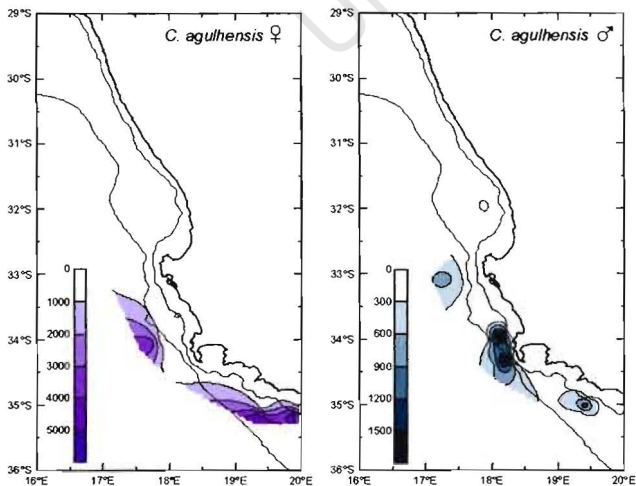 C. agulhensis ♀
29°S
30°S
31°S
32°S
33°S
34°S
35°S
36°S
0
1000
2000
3000
4000
5000
16°E
17°E
18°E
19°E
20°E
C. agulhensis ♂
29°S
30°S
31°S
32°S
33°S
34°S
35°S
36°S
0
300
600
900
1200
1500
16°E
17°E
18°E
19°E
20°E